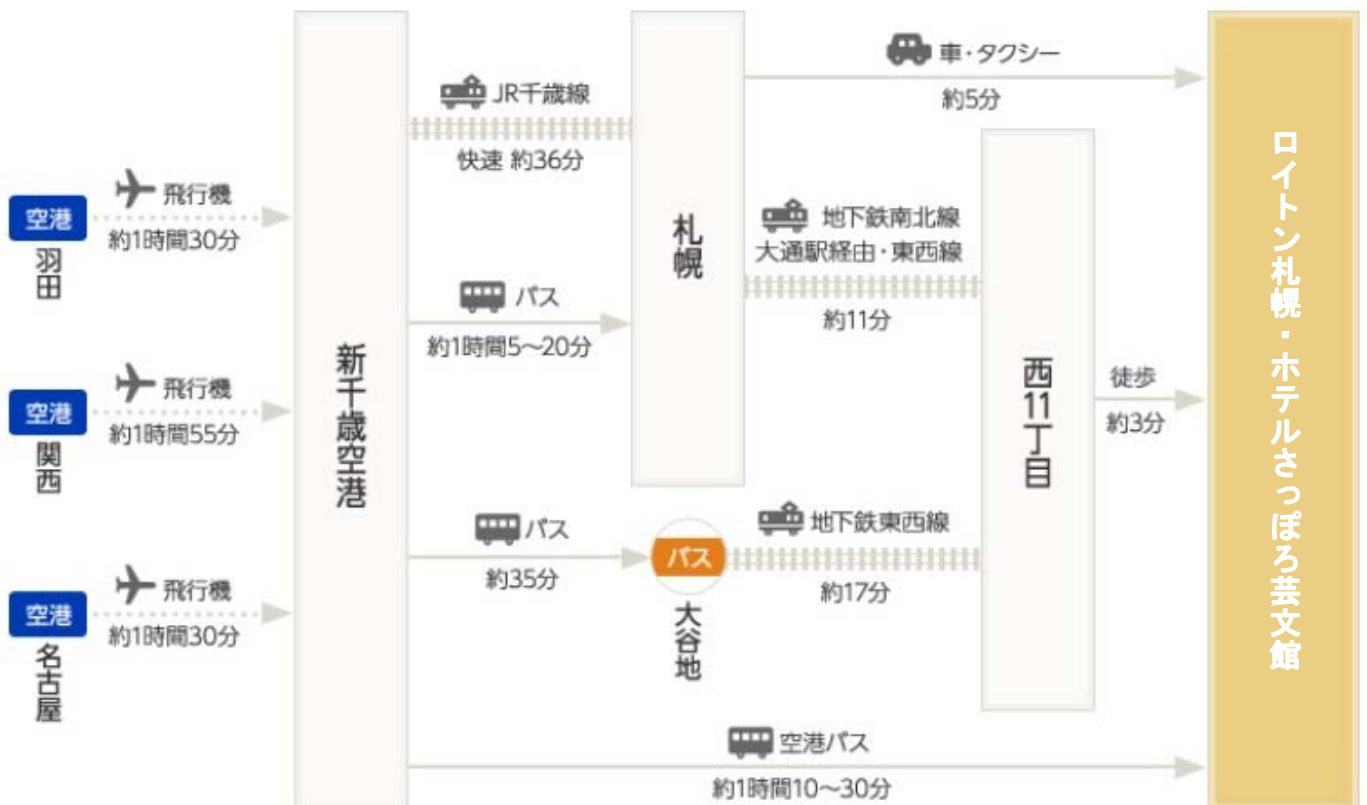 車・タクシー
約5分
JR千歳線
快速 約36分
空港
羽田
飛行機
約1時間30分
札幌
地下鉄南北線
大通駅経由・東西線
約11分
バス
約1時間5〜20分
新千歳空港
空港
関西
飛行機
約1時間55分
西11丁目
徒歩
約3分
ロイトン札幌・ホテルさっぽろ芸文館
バス
約35分
バス
大谷地
地下鉄東西線
約17分
空港
名古屋
飛行機
約1時間30分
空港バス
約1時間10〜30分